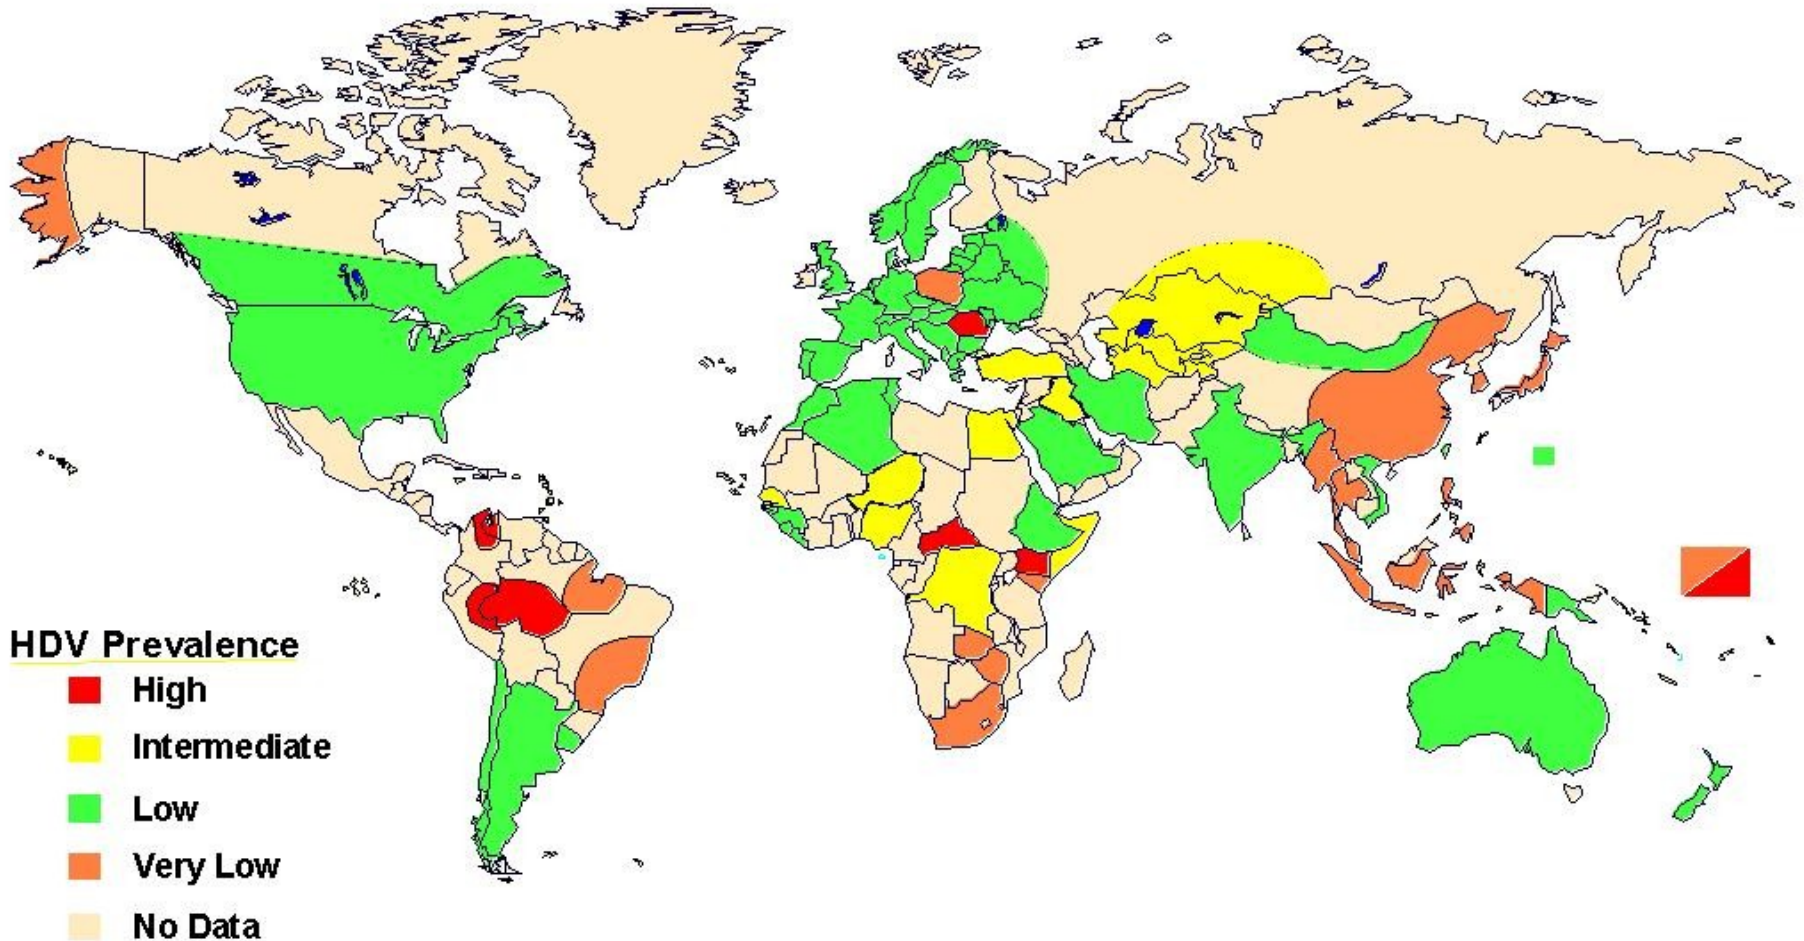 HDV Prevalence
High
Intermediate
Low
Very Low
No Data